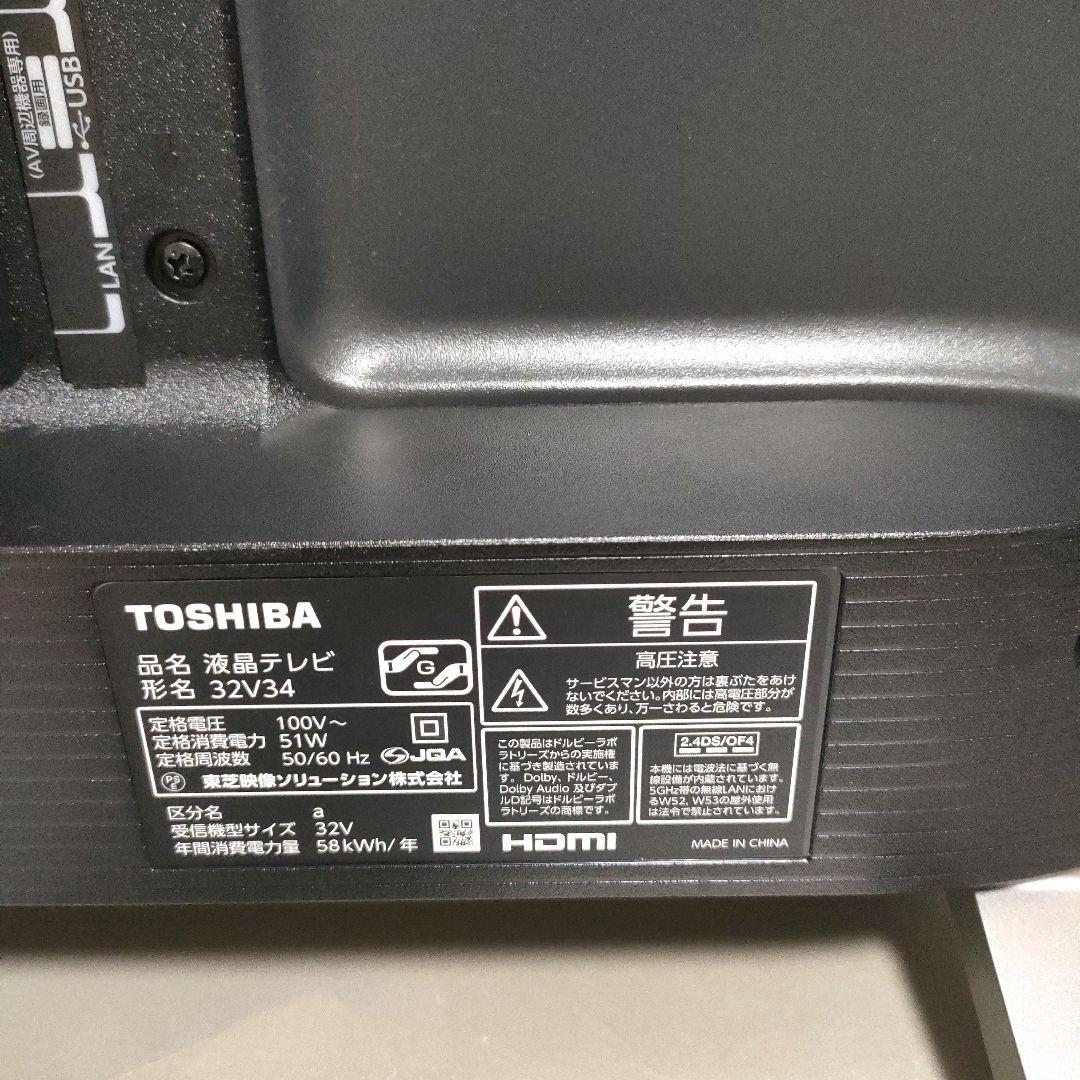 (AV周辺機器専用)
録画用
USB
LAN
TOSHIBA
品名 液晶テレビ
形名 32V34
G
定格電圧 100V～
定格消費電力 51W
定格周波数 50/60 Hz
JQA
PS
E
東芝映像ソリューション株式会社
区分名 a
受信機型サイズ 32V
年間消費電力量 58kWh/年
警告
高圧注意
サービスマン以外の方は裏ぶたをあけ
ないでください。内部には高電圧部分が
数多くあり、万一さわると危険です。
この製品はドルビーラボ
ラトリーズからの実施権
に基づき製造されていま
す。Dolby、ドルビー、
Dolby Audio 及びダブ
ルD記号はドルビーラボ
ラトリーズの商標です。
2.4DS/OF4
本機には電波法に基づく無
線設備が内蔵されています。
5GHz帯の無線LANにおけ
るW52、W53の屋外使用
は法令で禁止されています。
HDMI
MADE IN CHINA